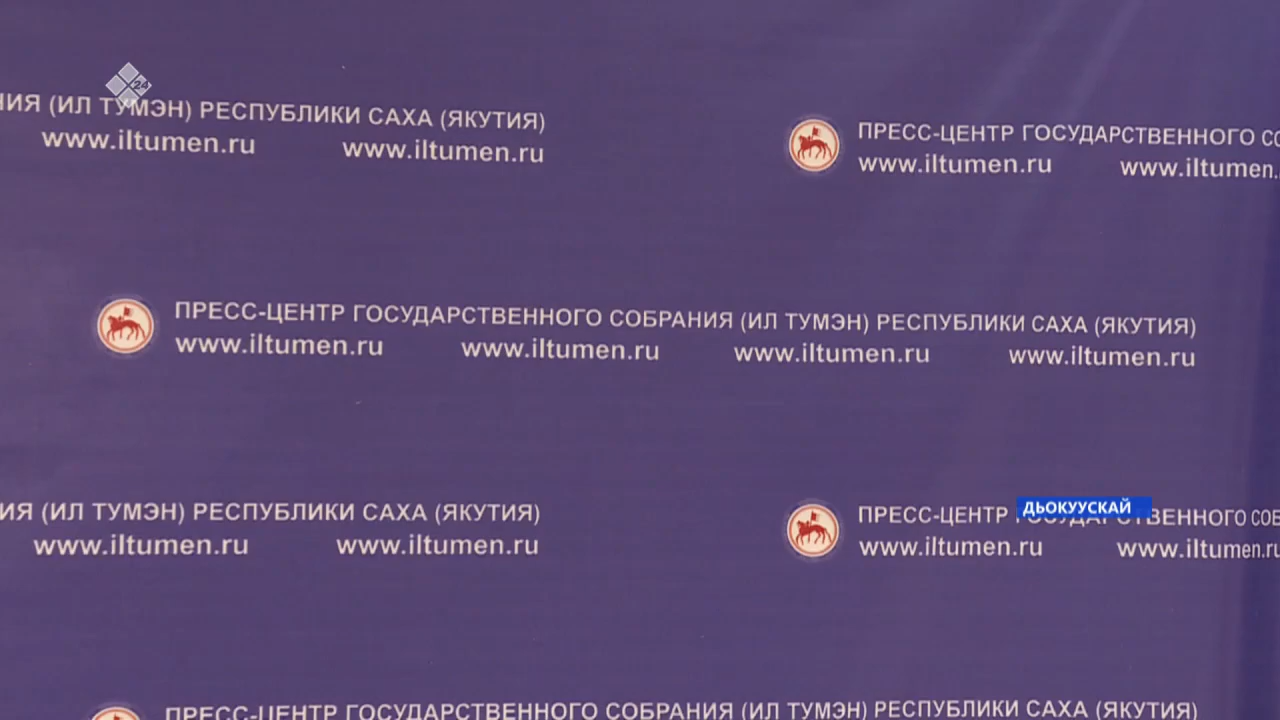 24
ИЯ (ИЛ ТУМЭН) РЕСПУБЛИКИ САХА (ЯКУТИЯ)
www.iltumen.ru www.iltumen.ru
ПРЕСС-ЦЕНТР ГОСУДАРСТВЕННОГО СО
www.iltumen.ru www.iltumen.
ПРЕСС-ЦЕНТР ГОСУДАРСТВЕННОГО СОБРАНИЯ (ИЛ ТУМЭН) РЕСПУБЛИКИ САХА (ЯКУТИЯ)
www.iltumen.ru www.iltumen.ru www.iltumen.ru www.iltumen.ru
ИЯ (ИЛ ТУМЭН) РЕСПУБЛИКИ САХА (ЯКУТИЯ)
www.iltumen.ru www.iltumen.ru
ДЬОКУУСКАЙ
ПРЕСС-ЦЕНТР ГОСУДАРСТВЕННОГО СОБ
www.iltumen.ru www.iltumen.ru
ПРЕСС-ЦЕНТР ГОСУДАРСТВЕННОГО СОБРАНИЯ (ИЛ ТУМЭН) РЕСПУБЛИКИ САХА (ЯКУТИЯ)